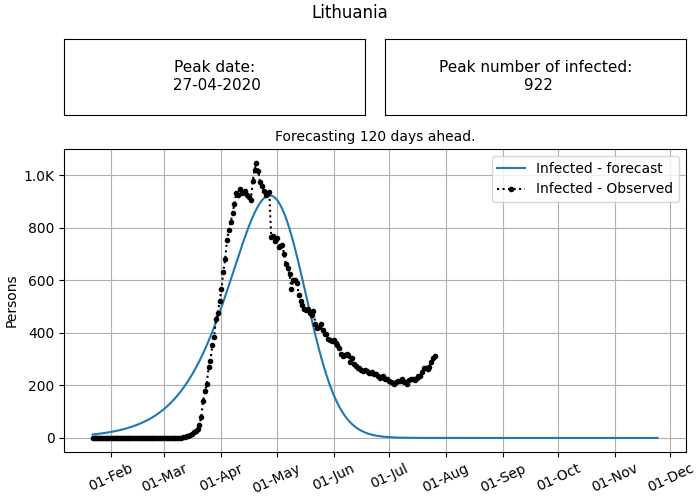 Lithuania
Peak date:
27-04-2020
Peak number of infected:
922
Forecasting 120 days ahead.
Infected - forecast
Infected - Observed
1.0K
800
600
400
200
0
Persons
01-Feb
01-Mar
01-Apr
01-May
01-Jun
01-Jul
01-Aug
01-Sep
01-Oct
01-Nov
01-Dec